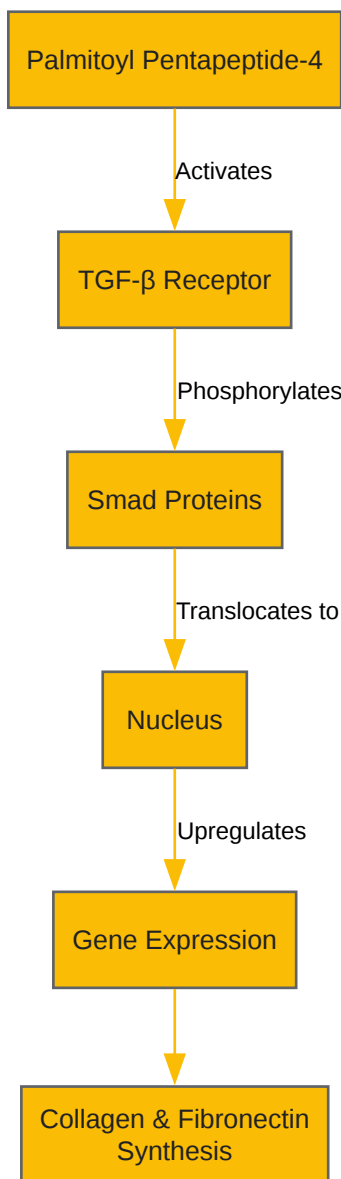 Palmitoyl Pentapeptide-4
Activates
TGF-β Receptor
Phosphorylates
Smad Proteins
Translocates to
Nucleus
Upregulates
Gene Expression
Collagen & Fibronectin
Synthesis